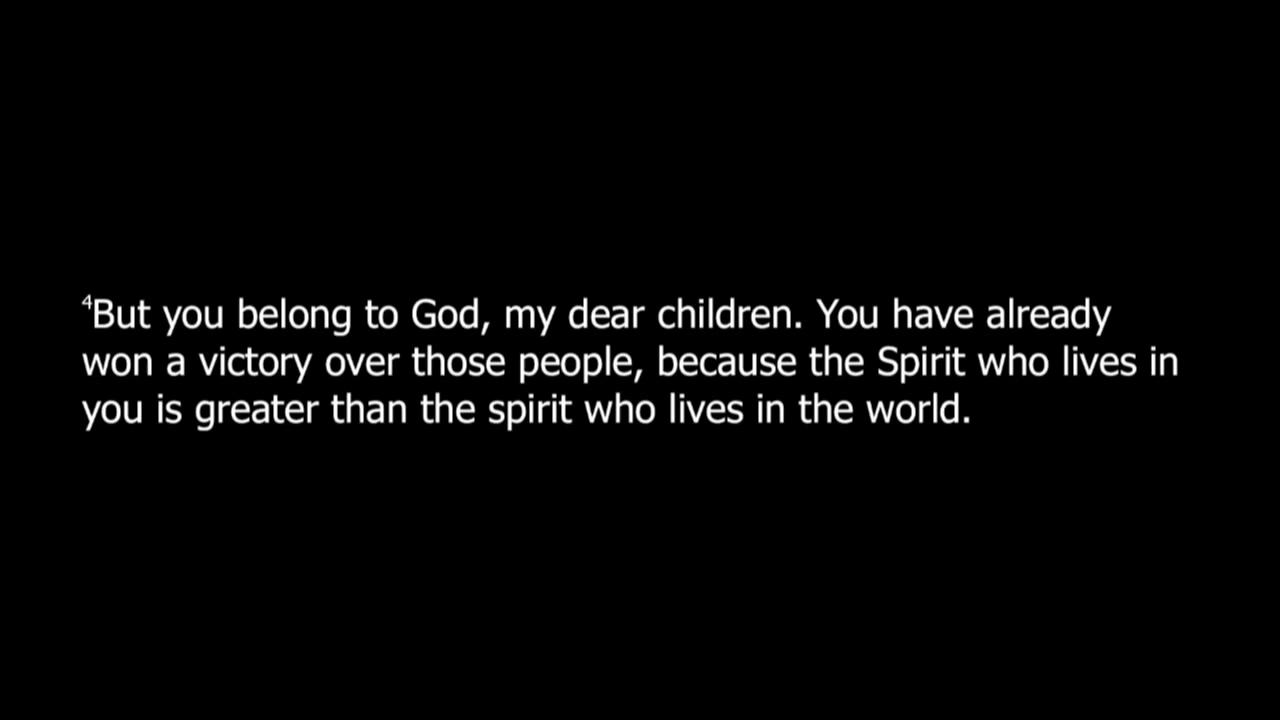 ⁴But you belong to God, my dear children. You have already
won a victory over those people, because the Spirit who lives in
you is greater than the spirit who lives in the world.